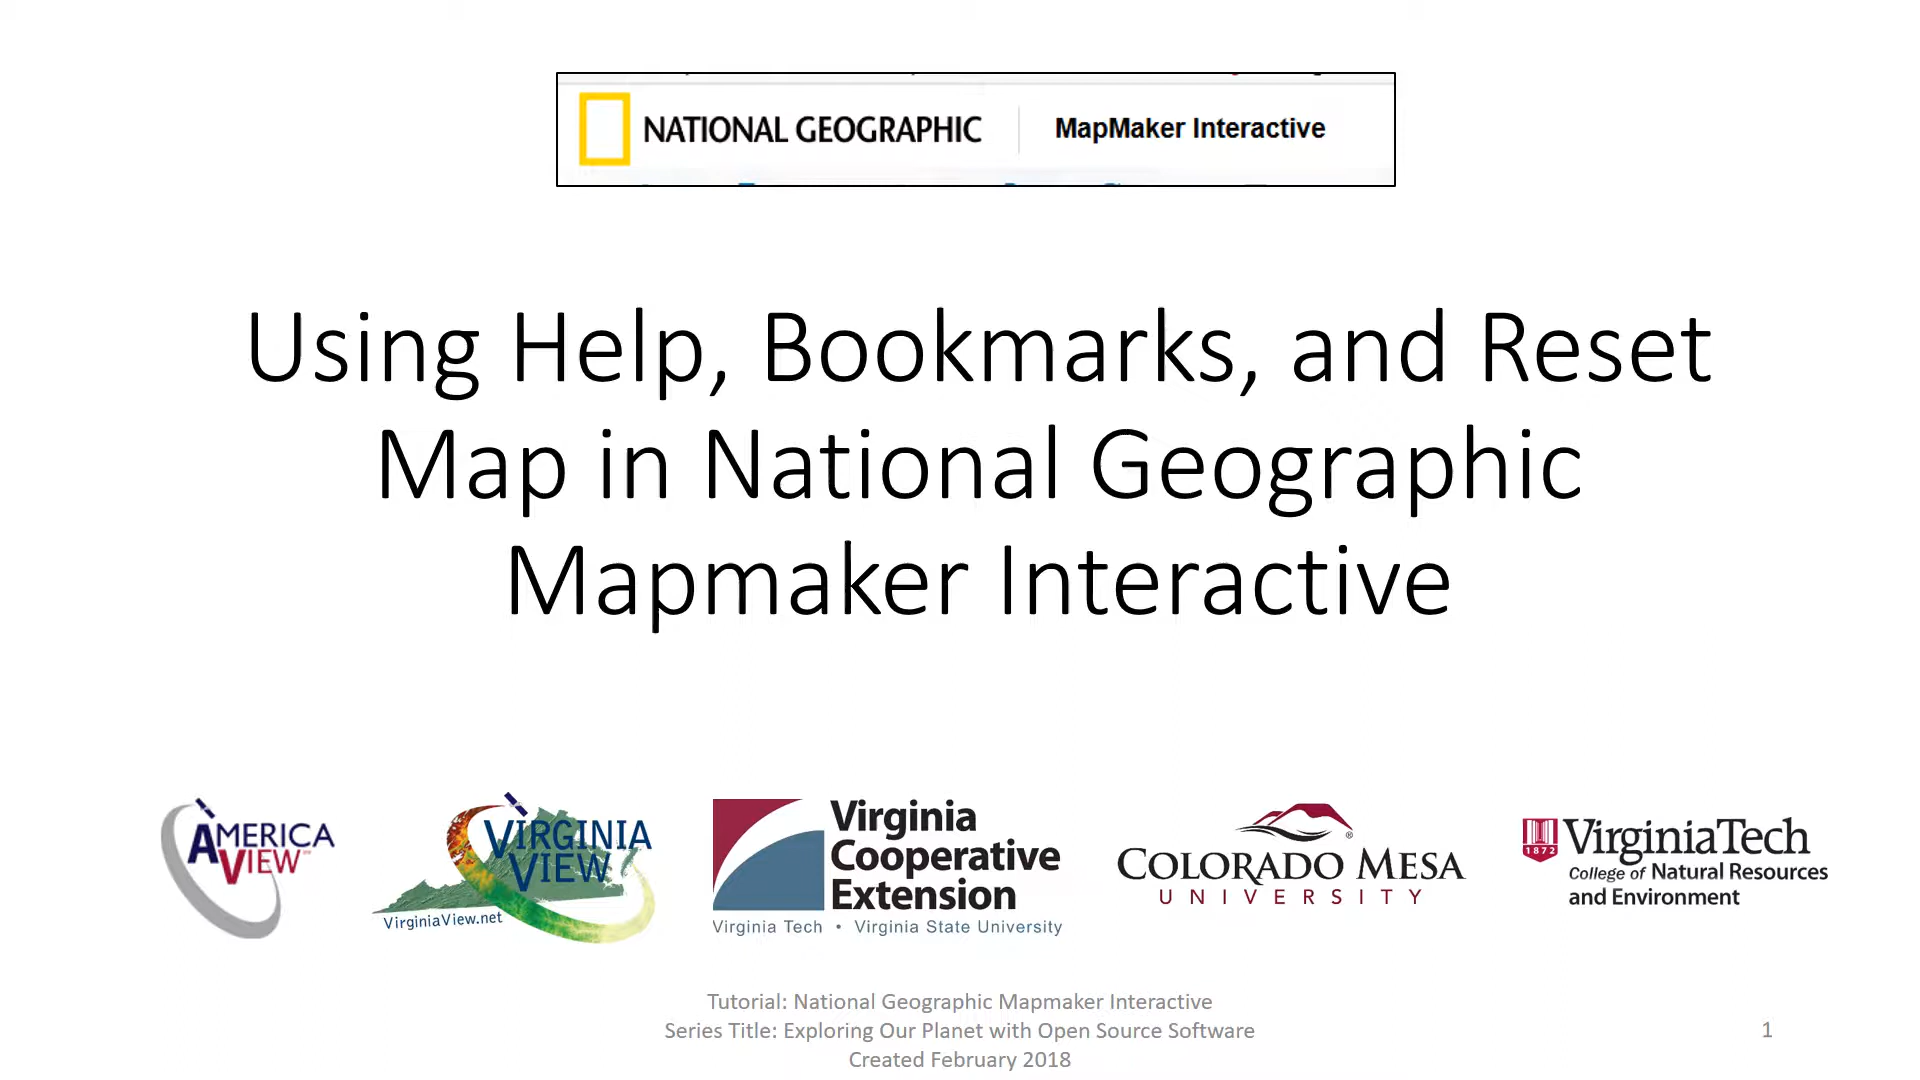 NATIONAL GEOGRAPHIC MapMaker Interactive
Using Help, Bookmarks, and Reset
Map in National Geographic
Mapmaker Interactive
AMERICA
VIEW
VIRGINIA
VIEW
VirginiaView.net
Virginia
Cooperative
Extension
Virginia Tech • Virginia State University
COLORADO MESA
UNIVERSITY
1872
VirginiaTech
College of Natural Resources
and Environment
Tutorial: National Geographic Mapmaker Interactive
Series Title: Exploring Our Planet with Open Source Software
Created February 2018
1